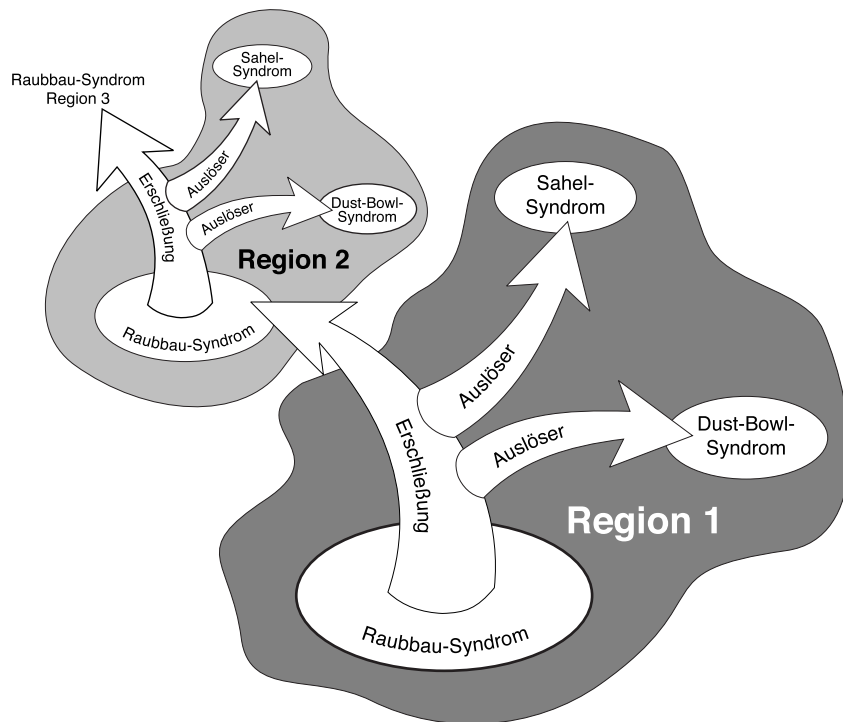 Sahel-
Syndrom
Raubbau-Syndrom
Region 3
Auslöser
Erschließung
Auslöser
Dust-Bowl-
Syndrom
Region 2
Raubbau-Syndrom
Sahel-
Syndrom
Auslöser
Dust-Bowl-
Syndrom
Auslöser
Erschließung
Region 1
Raubbau-Syndrom